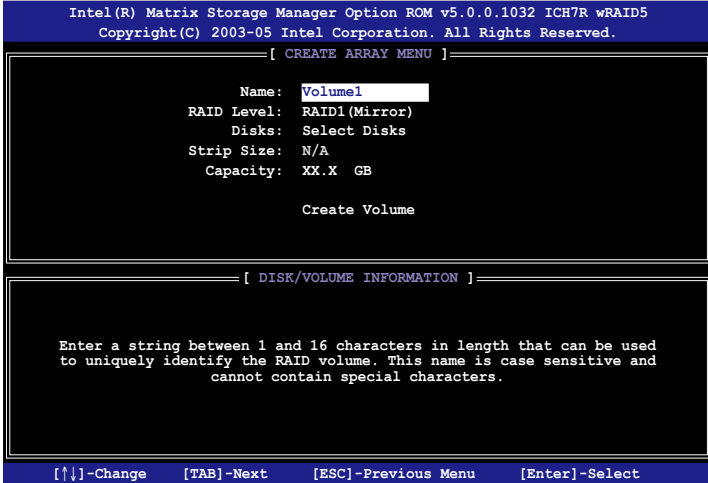 Intel(R) Matrix Storage Manager Option ROM v5.0.0.1032 ICH7R wRAID5
Copyright(C) 2003-05 Intel Corporation. All Rights Reserved.
[ CREATE ARRAY MENU ]
Name: Volume1
RAID Level: RAID1(Mirror)
Disks: Select Disks
Strip Size: N/A
Capacity: XX.X GB
Create Volume
[ DISK/VOLUME INFORMATION ]
Enter a string between 1 and 16 characters in length that can be used
to uniquely identify the RAID volume. This name is case sensitive and
cannot contain special characters.
[↑↓]-Change [TAB]-Next [ESC]-Previous Menu [Enter]-Select